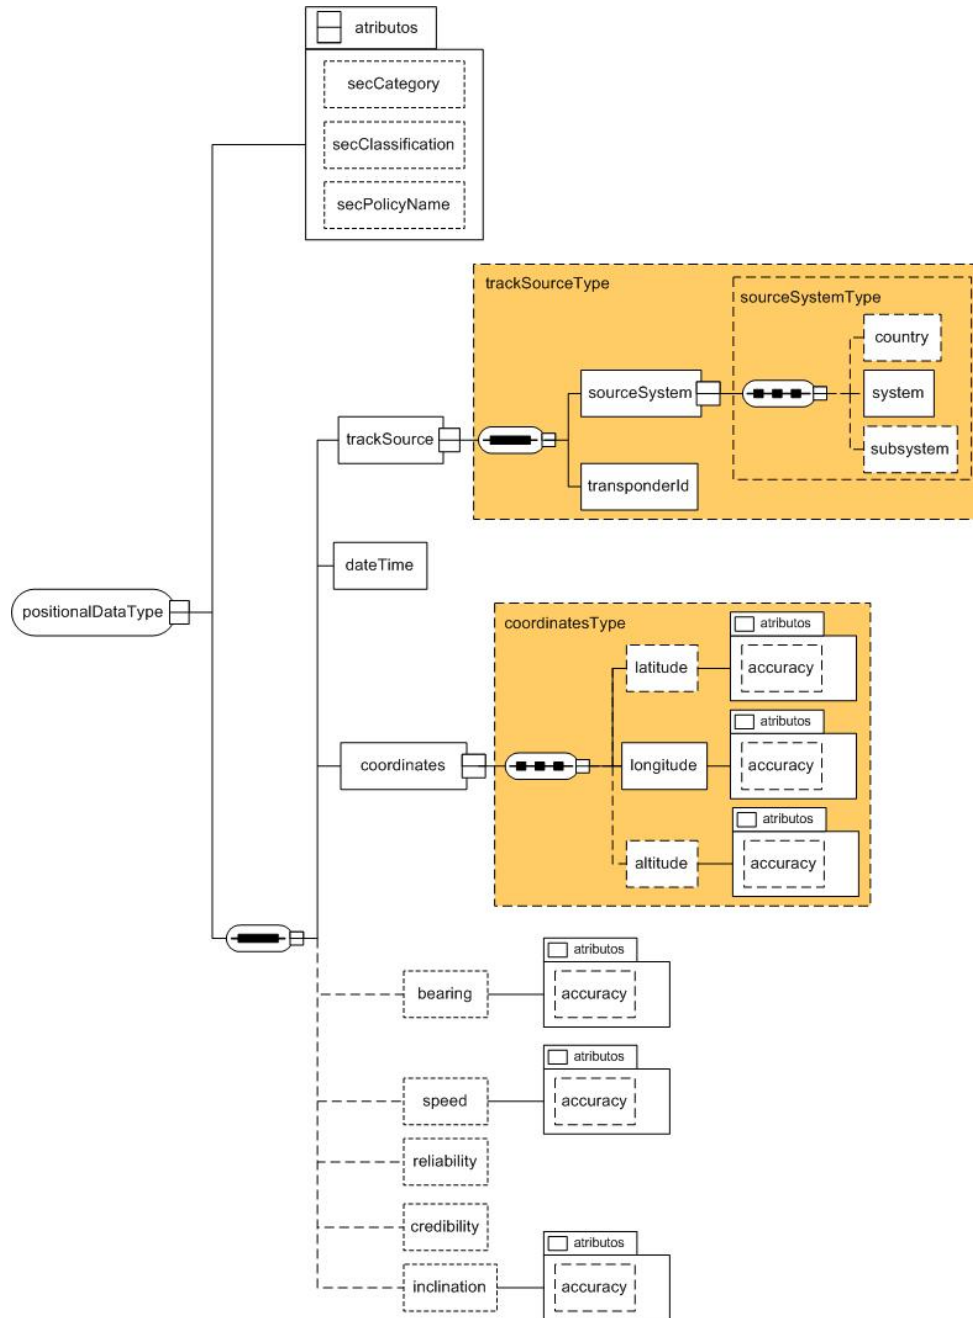 atributos
secCategory
secClassification
secPolicyName
trackSourceType
sourceSystemType
country
sourceSystem
system
trackSource
subsystem
transponderId
dateTime
positionalDataType
coordinatesType
atributos
latitude
accuracy
atributos
coordinates
longitude
accuracy
atributos
altitude
accuracy
atributos
bearing
accuracy
atributos
speed
accuracy
reliability
credibility
atributos
inclination
accuracy